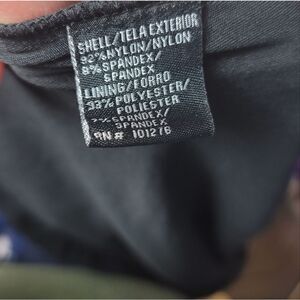 SHELL/TELA EXTERIOR
92%NYLON/NYLON
8%SPANDEX/
SPANDEX
LINING/FORRO
93%POLYESTER/
POLIESTER
7%SPANDEX/
SPANDEX
RN# 101276